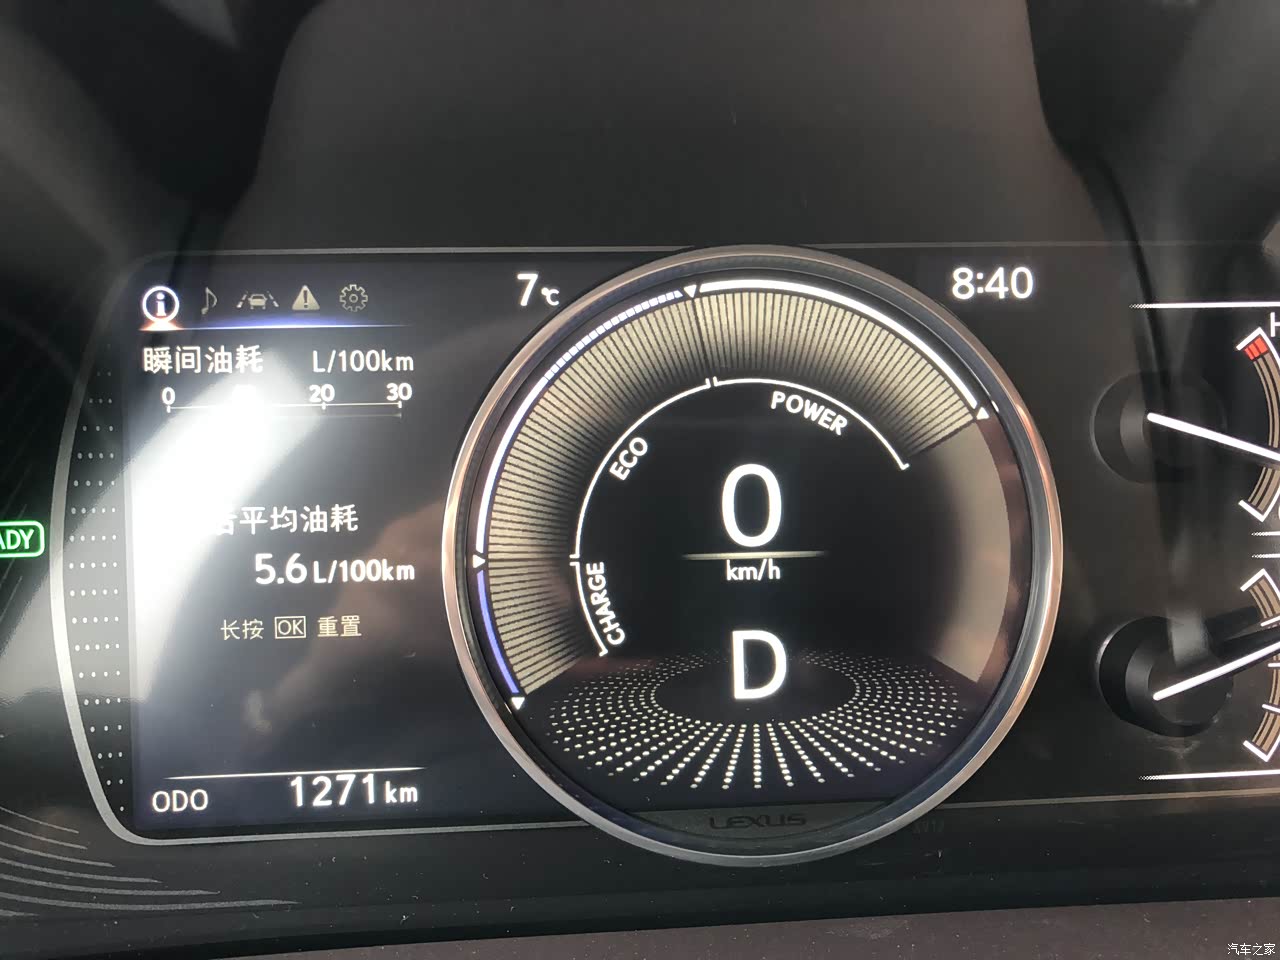 7℃
8:40
瞬间油耗 L/100km
0 20 30
H
POWER
ECO
CHARGE
0
km/h
平均油耗
5.6 L/100km
长按 OK 重置
D
ODO 1271 km
LEXUS
汽车之家